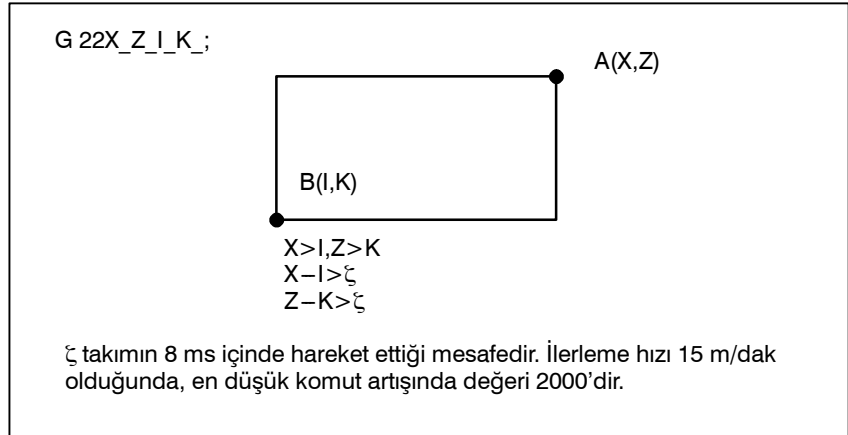 G 22X_Z_I_K_;
A(X,Z)
B(I,K)
X>I,Z>K
X−I>ζ
Z−K>ζ
ζ takımın 8 ms içinde hareket ettiği mesafedir. İlerleme hızı 15 m/dak
olduğunda, en düşük komut artışında değeri 2000’dir.